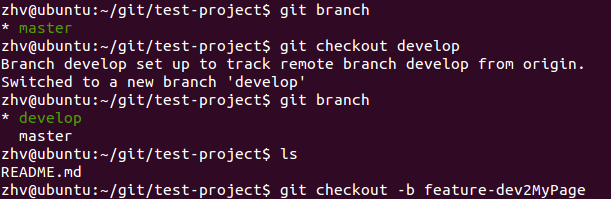 zhv@ubuntu:~/git/test-project$ git branch
* master
zhv@ubuntu:~/git/test-project$ git checkout develop
Branch develop set up to track remote branch develop from origin.
Switched to a new branch 'develop'
zhv@ubuntu:~/git/test-project$ git branch
* develop
  master
zhv@ubuntu:~/git/test-project$ ls
README.md
zhv@ubuntu:~/git/test-project$ git checkout -b feature-dev2MyPage